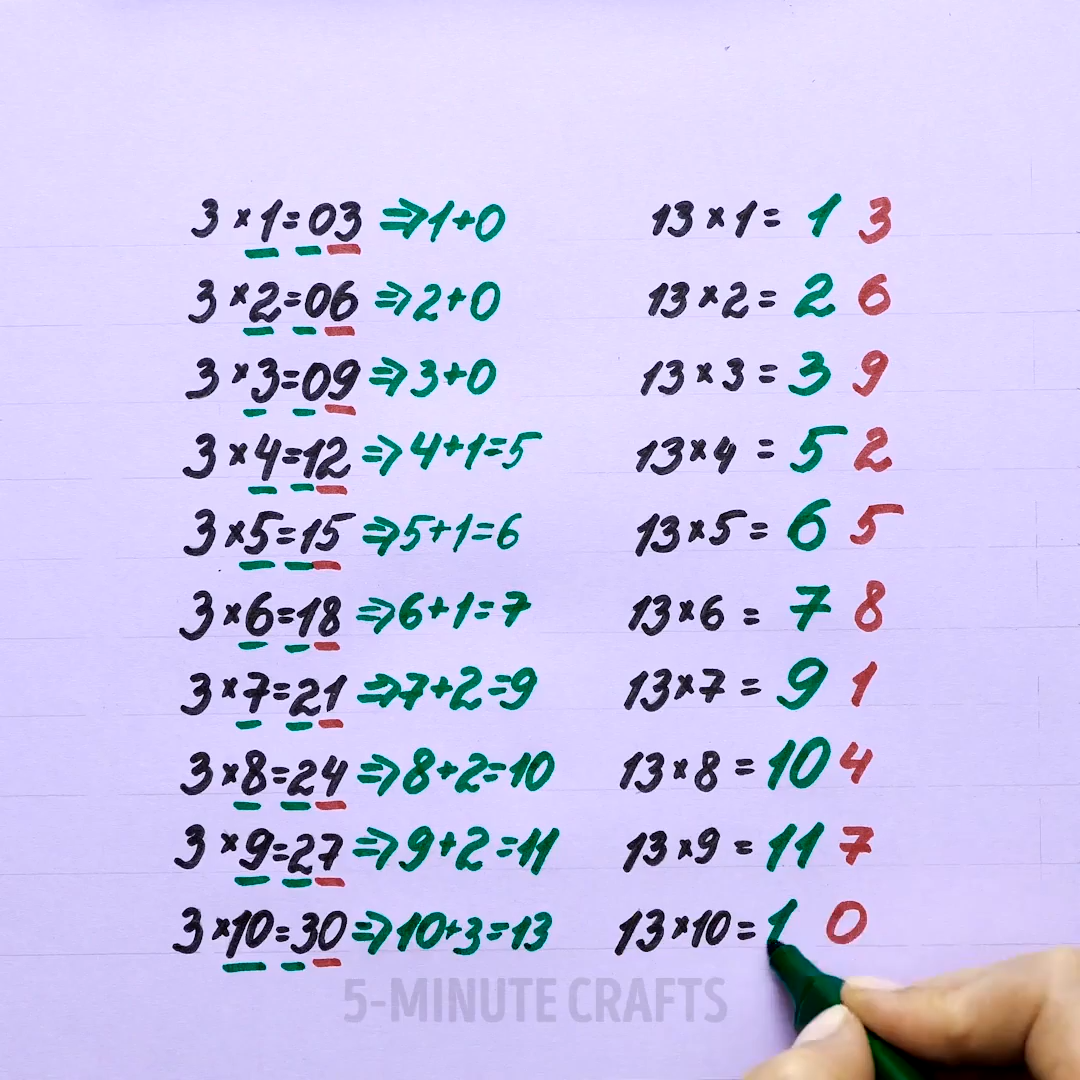 3 × 1 = 03 ⇒ 1+0 13 × 1 = 1 3
3 × 2 = 06 ⇒ 2+0 13 × 2 = 2 6
3 × 3 = 09 ⇒ 3+0 13 × 3 = 3 9
3 × 4 = 12 ⇒ 4+1=5 13 × 4 = 5 2
3 × 5 = 15 ⇒ 5+1=6 13 × 5 = 6 5
3 × 6 = 18 ⇒ 6+1=7 13 × 6 = 7 8
3 × 7 = 21 ⇒ 7+2=9 13 × 7 = 9 1
3 × 8 = 24 ⇒ 8+2=10 13 × 8 = 10 4
3 × 9 = 27 ⇒ 9+2=11 13 × 9 = 11 7
3 × 10 = 30 ⇒ 10+3=13 13 × 10 = 1 0
5-MINUTE CRAFTS